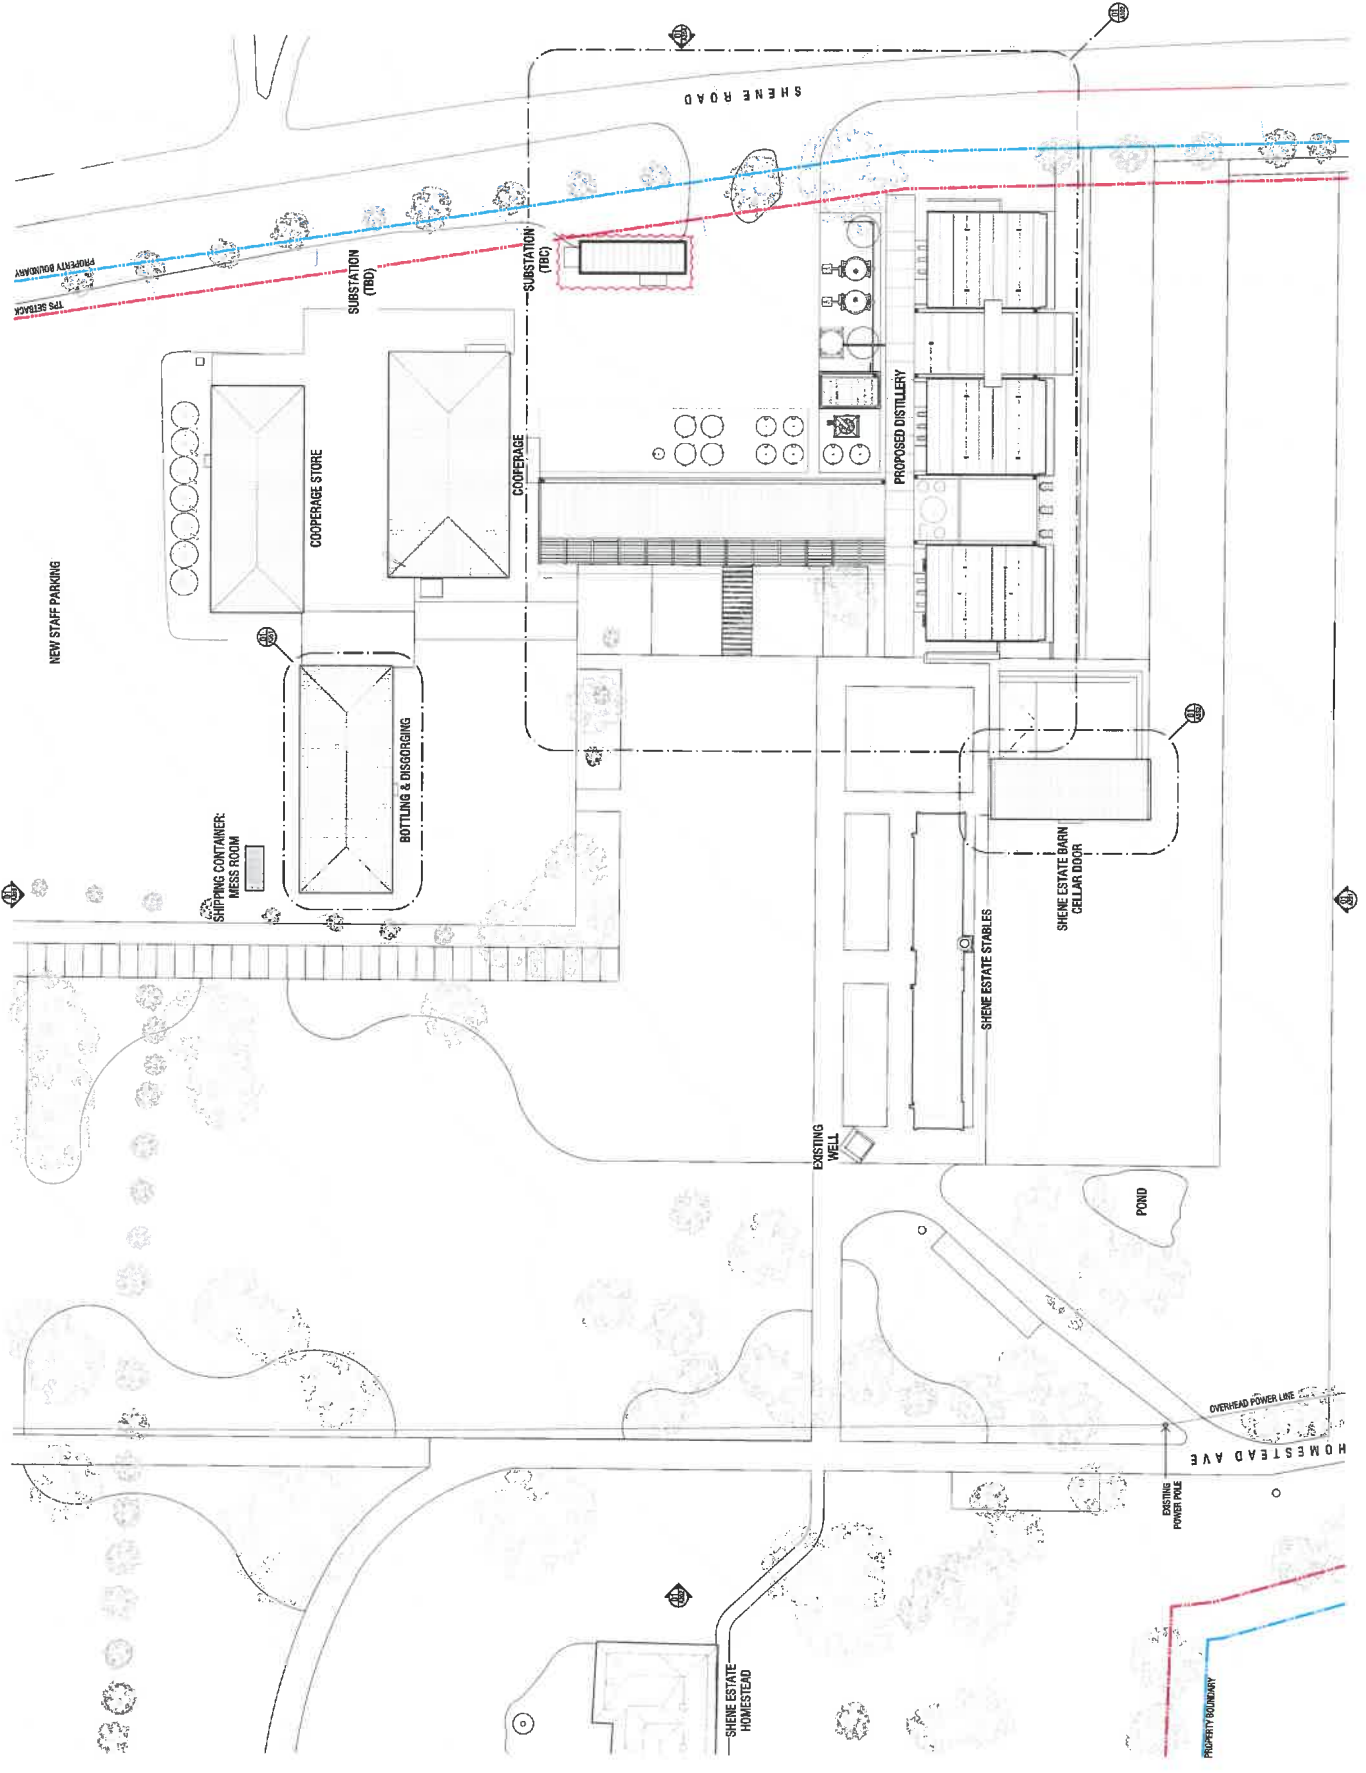 SHENE ROAD
PROPERTY BOUNDARY
TPS SETBACK
SUBSTATION
(TBD)
SUBSTATION
(TBC)
COOPERAGE STORE
COOPERAGE
PROPOSED DISTILLERY
NEW STAFF PARKING
BOTTLING & DISGORGING
SHIPPING CONTAINER:
MESS ROOM
SHENE ESTATE BARN
CELLAR DOOR
SHENE ESTATE STABLES
EXISTING
WELL
POND
OVERHEAD POWER LINE
HOMESTEAD AVE
EXISTING
POWER POLE
SHENE ESTATE
HOMESTEAD
PROPERTY BOUNDARY